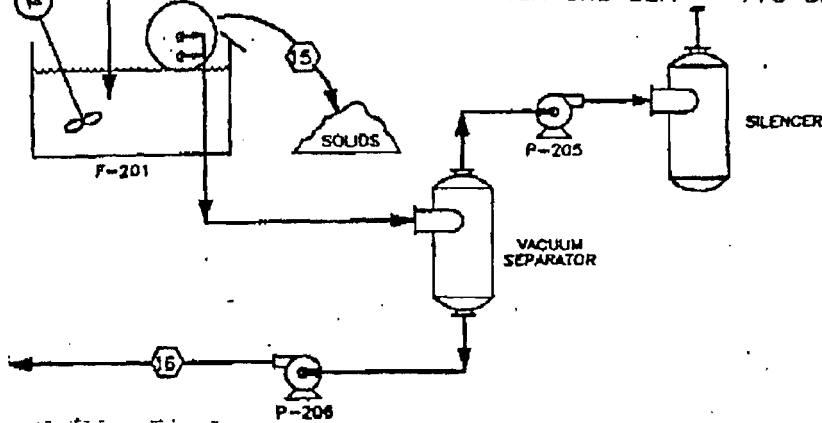 15
SOLIDS
F-201
P-205
SILENCER
VACUUM
SEPARATOR
16
P-206